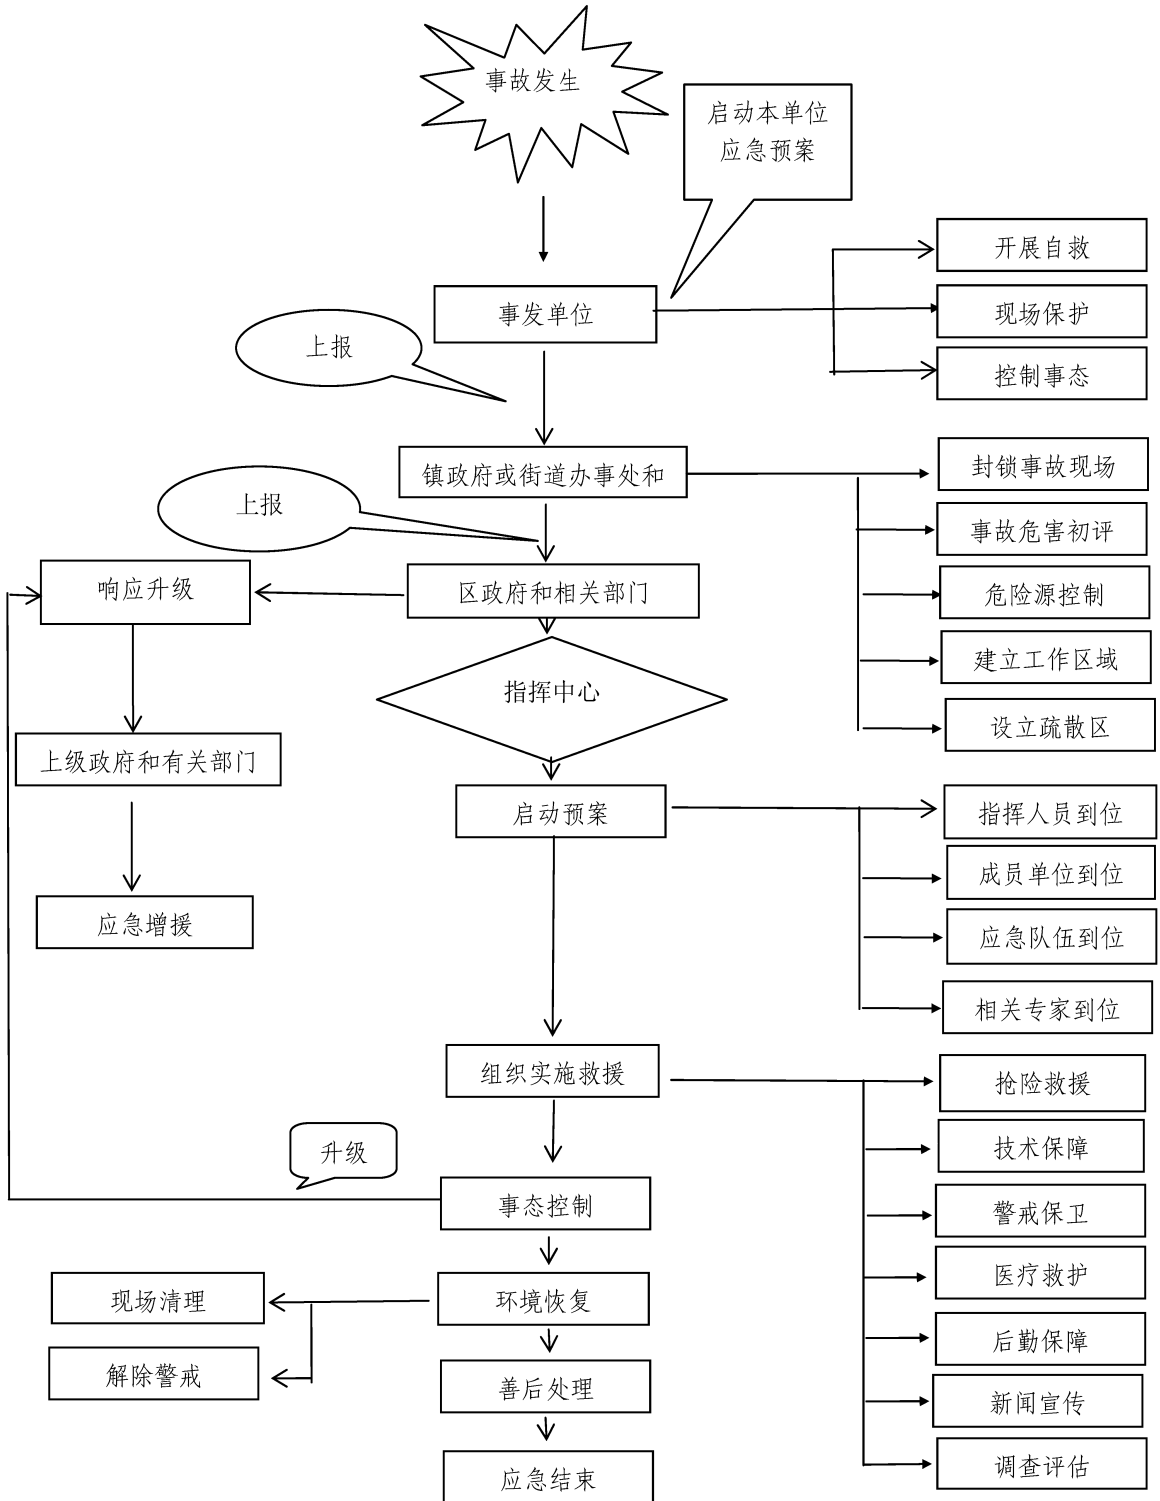 事故发生
启动本单位
应急预案
开展自救
事发单位
现场保护
上报
控制事态
镇政府或街道办事处和
封锁事故现场
上报
事故危害初评
响应升级
区政府和相关部门
危险源控制
建立工作区域
指挥中心
设立疏散区
上级政府和有关部门
启动预案
指挥人员到位
成员单位到位
应急增援
应急队伍到位
相关专家到位
组织实施救援
抢险救援
升级
技术保障
事态控制
警戒保卫
现场清理
环境恢复
医疗救护
后勤保障
解除警戒
善后处理
新闻宣传
应急结束
调查评估